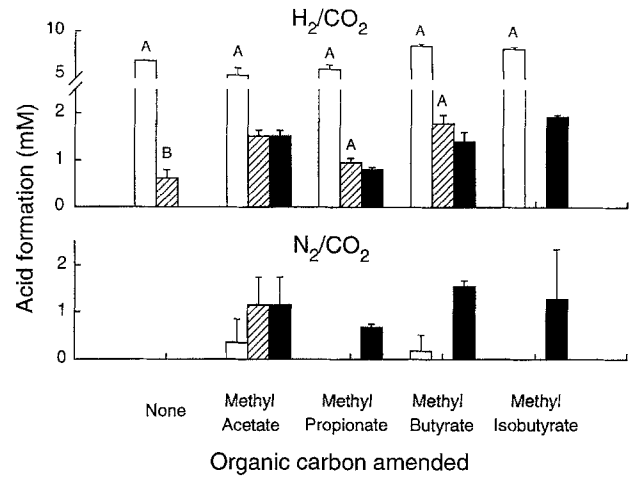 H2/CO2
10
5
2
1
0
A
B
A
A
A
A
A
A
Acid formation (mM)
N2/CO2
2
1
0
None
Methyl Acetate
Methyl Propionate
Methyl Butyrate
Methyl Isobutyrate
Organic carbon amended